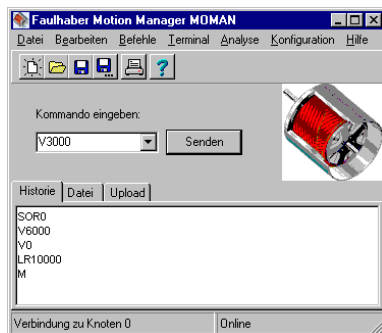 Faulhaber Motion Manager MOMAN
Datei Bearbeiten Befehle Terminal Analyse Konfiguration Hilfe
Kommando eingeben:
V3000 Senden
Historie Datei Upload
SOR0
V6000
V0
LR10000
M
Verbindung zu Knoten 0 Online